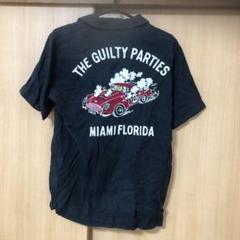 THE GUILTY PARTIES
MIAMI FLORIDA